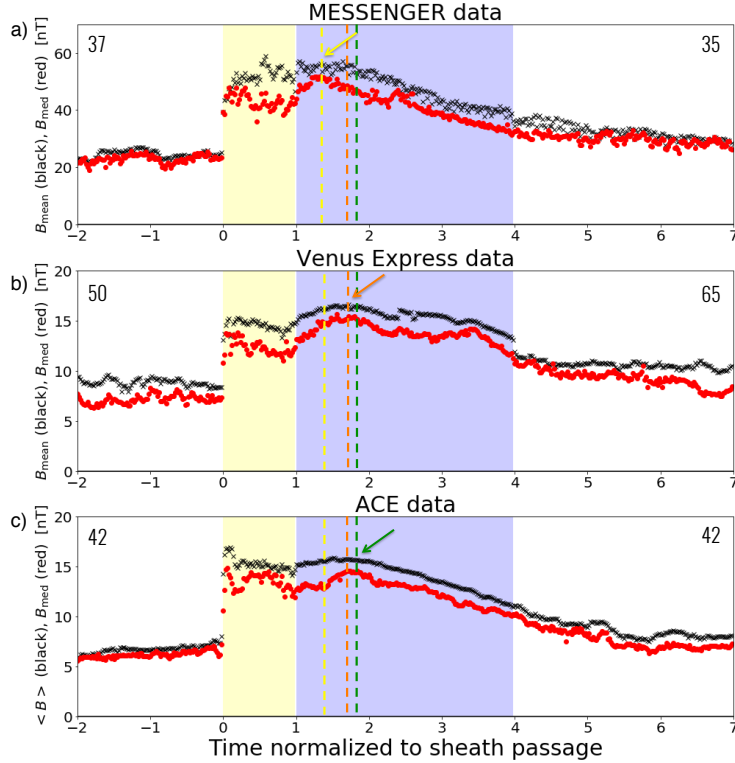 MESSENGER data
a)
37
35
B_mean (black), B_med (red) [nT]
60
40
20
0
−2 −1 0 1 2 3 4 5 6 7
Venus Express data
b)
50
65
B_mean (black), B_med (red) [nT]
20
15
10
5
0
−2 −1 0 1 2 3 4 5 6 7
ACE data
c)
42
42
<B> (black), B_med (red) [nT]
20
15
10
5
0
−2 −1 0 1 2 3 4 5 6 7
Time normalized to sheath passage